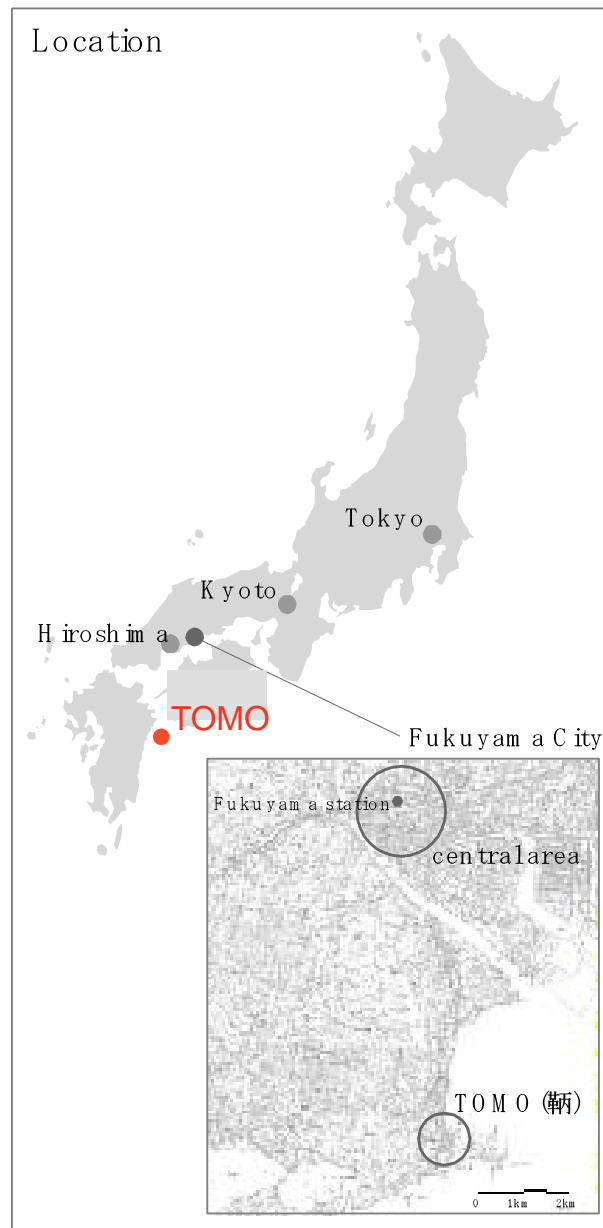 Location
Tokyo
Kyoto
Hiroshima
TOMO
Fukuyama City
Fukuyama station
central area
TOMO (鞆)
0 1km 2km